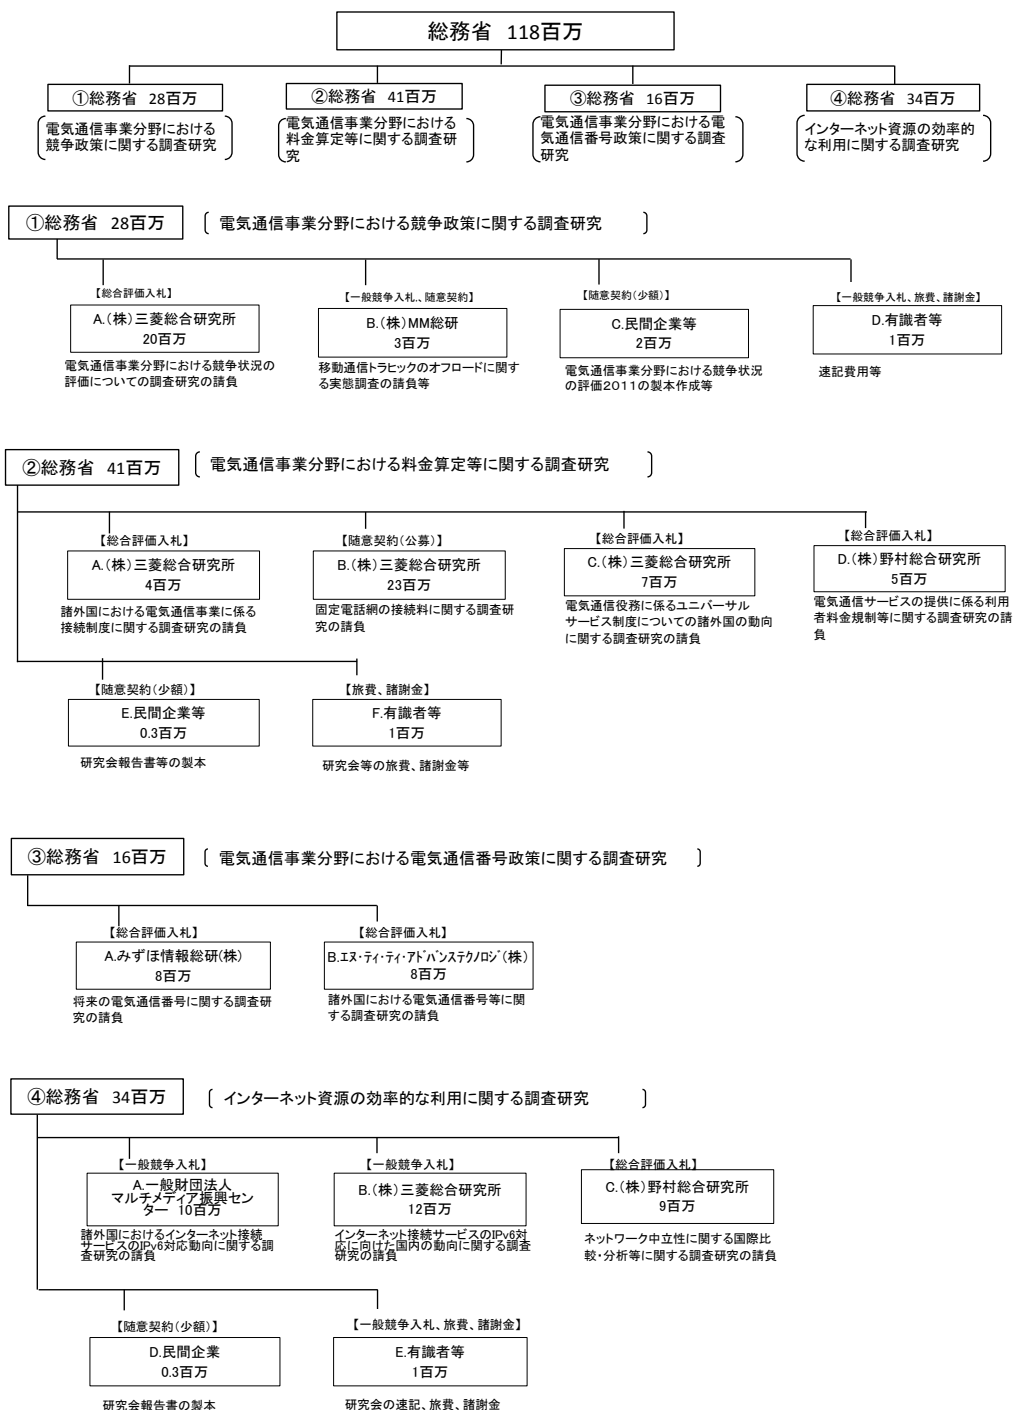 総務省 118百万
①総務省 28百万
電気通信事業分野における
競争政策に関する調査研究
②総務省 41百万
電気通信事業分野における
料金算定等に関する調査研
究
③総務省 16百万
電気通信事業分野における電
気通信番号政策に関する調査
研究
④総務省 34百万
インターネット資源の効率的
な利用に関する調査研究
①総務省 28百万
〔 電気通信事業分野における競争政策に関する調査研究 〕
【総合評価入札】
A.(株)三菱総合研究所
20百万
電気通信事業分野における競争状況の
評価についての調査研究の請負
【一般競争入札、随意契約】
B.(株)MM総研
3百万
移動通信トラヒックのオフロードに関す
る実態調査の請負等
【随意契約(少額)】
C.民間企業等
2百万
電気通信事業分野における競争状況
の評価2011の製本作成等
【一般競争入札、旅費、諸謝金】
D.有識者等
1百万
速記費用等
②総務省 41百万
〔 電気通信事業分野における料金算定等に関する調査研究 〕
【総合評価入札】
A.(株)三菱総合研究所
4百万
諸外国における電気通信事業に係る
接続制度に関する調査研究の請負
【随意契約(公募)】
B.(株)三菱総合研究所
23百万
固定電話網の接続料に関する調査研
究の請負
【総合評価入札】
C.(株)三菱総合研究所
7百万
電気通信役務に係るユニバーサル
サービス制度についての諸外国の動向
に関する調査研究の請負
【総合評価入札】
D.(株)野村総合研究所
5百万
電気通信サービスの提供に係る利用
者料金規制等に関する調査研究の請
負
【随意契約(少額)】
E.民間企業等
0.3百万
研究会報告書等の製本
【旅費、諸謝金】
F.有識者等
1百万
研究会等の旅費、諸謝金等
③総務省 16百万
〔 電気通信事業分野における電気通信番号政策に関する調査研究 〕
【総合評価入札】
A.みずほ情報総研(株)
8百万
将来の電気通信番号に関する調査研
究の請負
【総合評価入札】
B.エヌ・ティ・ティ・アドバンステクノロジ(株)
8百万
諸外国における電気通信番号等に関
する調査研究の請負
④総務省 34百万
〔 インターネット資源の効率的な利用に関する調査研究 〕
【一般競争入札】
A.一般財団法人
マルチメディア振興セン
ター 10百万
諸外国におけるインターネット接続
サービスのIPv6対応動向に関する調
査研究の請負
【一般競争入札】
B.(株)三菱総合研究所
12百万
インターネット接続サービスのIPv6対
応に向けた国内の動向に関する調査
研究の請負
【総合評価入札】
C.(株)野村総合研究所
9百万
ネットワーク中立性に関する国際比
較・分析等に関する調査研究の請負
【随意契約(少額)】
D.民間企業
0.3百万
研究会報告書の製本
【一般競争入札、旅費、諸謝金】
E.有識者等
1百万
研究会の速記、旅費、諸謝金